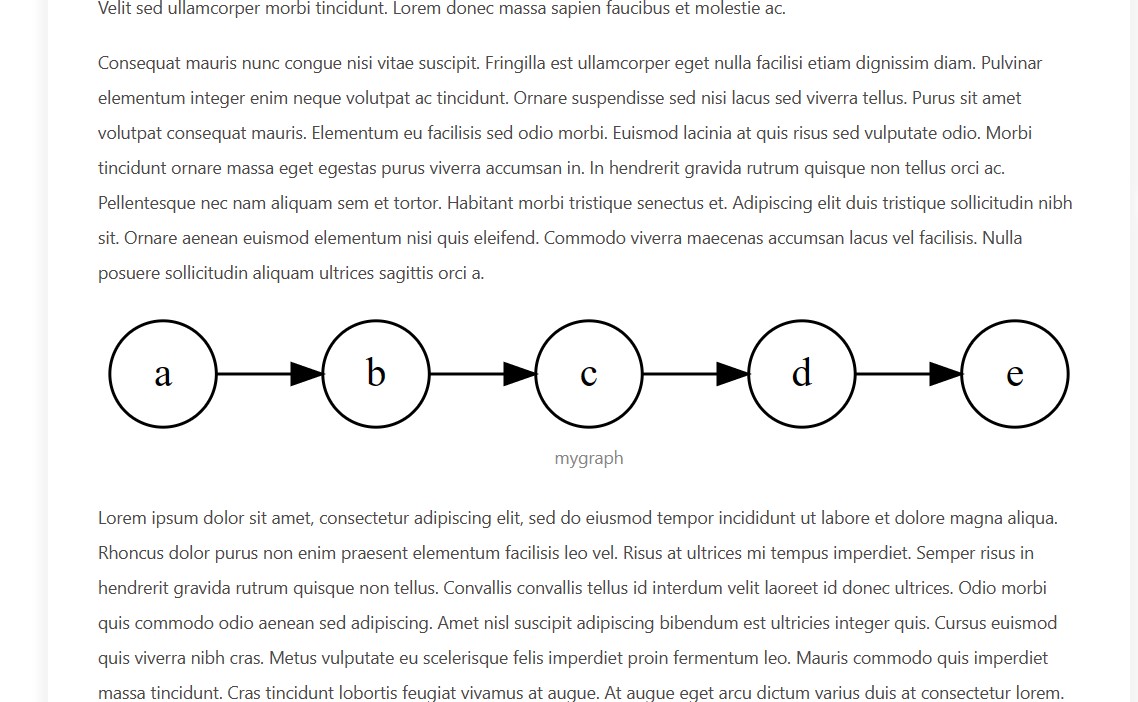 Velit sed ullamcorper morbi tincidunt. Lorem donec massa sapien faucibus et molestie ac.
Consequat mauris nunc congue nisi vitae suscipit. Fringilla est ullamcorper eget nulla facilisi etiam dignissim diam. Pulvinar
elementum integer enim neque volutpat ac tincidunt. Ornare suspendisse sed nisi lacus sed viverra tellus. Purus sit amet
volutpat consequat mauris. Elementum eu facilisis sed odio morbi. Euismod lacinia at quis risus sed vulputate odio. Morbi
tincidunt ornare massa eget egestas purus viverra accumsan in. In hendrerit gravida rutrum quisque non tellus orci ac.
Pellentesque nec nam aliquam sem et tortor. Habitant morbi tristique senectus et. Adipiscing elit duis tristique sollicitudin nibh
sit. Ornare aenean euismod elementum nisi quis eleifend. Commodo viverra maecenas accumsan lacus vel facilisis. Nulla
posuere sollicitudin aliquam ultrices sagittis orci a.
a b c d e
mygraph
Lorem ipsum dolor sit amet, consectetur adipiscing elit, sed do eiusmod tempor incididunt ut labore et dolore magna aliqua.
Rhoncus dolor purus non enim praesent elementum facilisis leo vel. Risus at ultrices mi tempus imperdiet. Semper risus in
hendrerit gravida rutrum quisque non tellus. Convallis convallis tellus id interdum velit laoreet id donec ultrices. Odio morbi
quis commodo odio aenean sed adipiscing. Amet nisl suscipit adipiscing bibendum est ultricies integer quis. Cursus euismod
quis viverra nibh cras. Metus vulputate eu scelerisque felis imperdiet proin fermentum leo. Mauris commodo quis imperdiet
massa tincidunt. Cras tincidunt lobortis feugiat vivamus at augue. At augue eget arcu dictum varius duis at consectetur lorem.